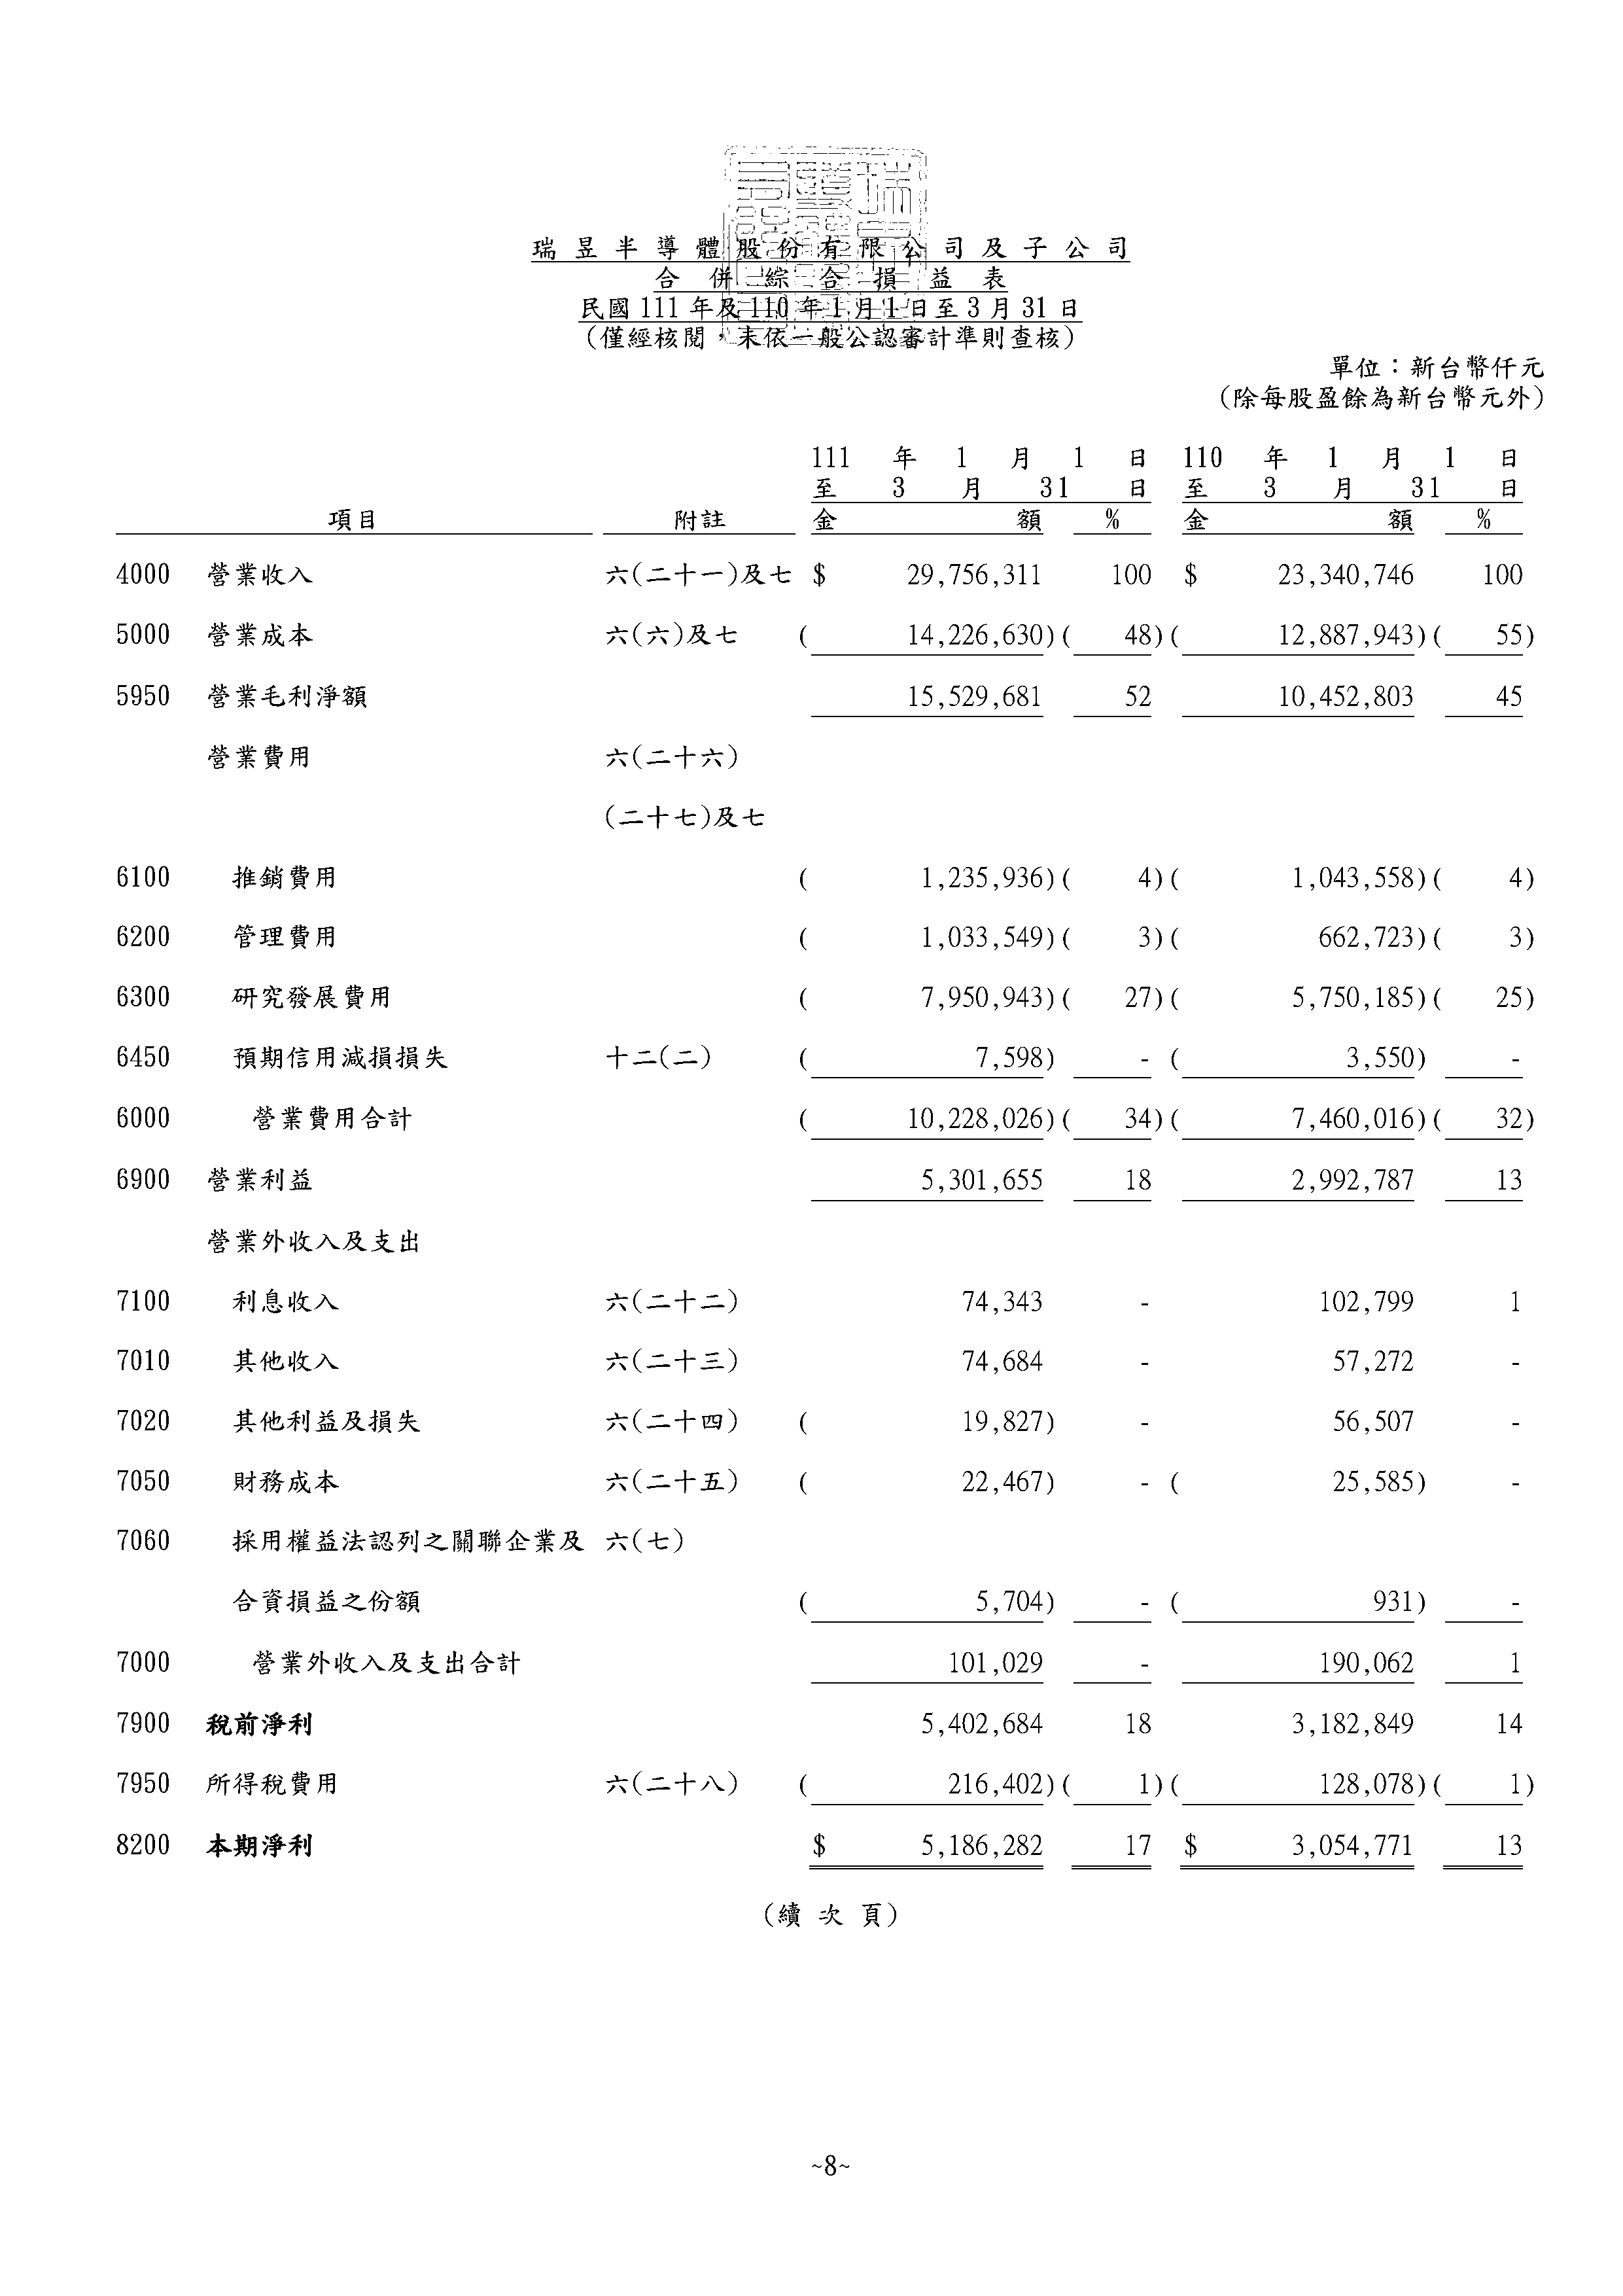 瑞昱半導體股份有限公司及子公司
合併綜合損益表
民國 111 年及 110 年 1 月 1 日至 3 月 31 日
(僅經核閱，未依一般公認審計準則查核)
單位：新台幣仟元
(除每股盈餘為新台幣元外)
111 年 1 月 1 日 110 年 1 月 1 日
至 3 月 31 日 至 3 月 31 日
項目 附註 金額 % 金額 %
4000 營業收入 六(二十一)及七 $ 29,756,311 100 $ 23,340,746 100
5000 營業成本 六(六)及七 ( 14,226,630) ( 48) ( 12,887,943) ( 55)
5950 營業毛利淨額 15,529,681 52 10,452,803 45
營業費用 六(二十六)
(二十七)及七
6100 推銷費用 ( 1,235,936) ( 4) ( 1,043,558) ( 4)
6200 管理費用 ( 1,033,549) ( 3) ( 662,723) ( 3)
6300 研究發展費用 ( 7,950,943) ( 27) ( 5,750,185) ( 25)
6450 預期信用減損損失 十二(二) ( 7,598) - ( 3,550) -
6000 營業費用合計 ( 10,228,026) ( 34) ( 7,460,016) ( 32)
6900 營業利益 5,301,655 18 2,992,787 13
營業外收入及支出
7100 利息收入 六(二十二) 74,343 - 102,799 1
7010 其他收入 六(二十三) 74,684 - 57,272 -
7020 其他利益及損失 六(二十四) ( 19,827) - 56,507 -
7050 財務成本 六(二十五) ( 22,467) - ( 25,585) -
7060 採用權益法認列之關聯企業及 六(七)
合資損益之份額 ( 5,704) - ( 931) -
7000 營業外收入及支出合計 101,029 - 190,062 1
7900 稅前淨利 5,402,684 18 3,182,849 14
7950 所得稅費用 六(二十八) ( 216,402) ( 1) ( 128,078) ( 1)
8200 本期淨利 $ 5,186,282 17 $ 3,054,771 13
(續次頁)
~8~